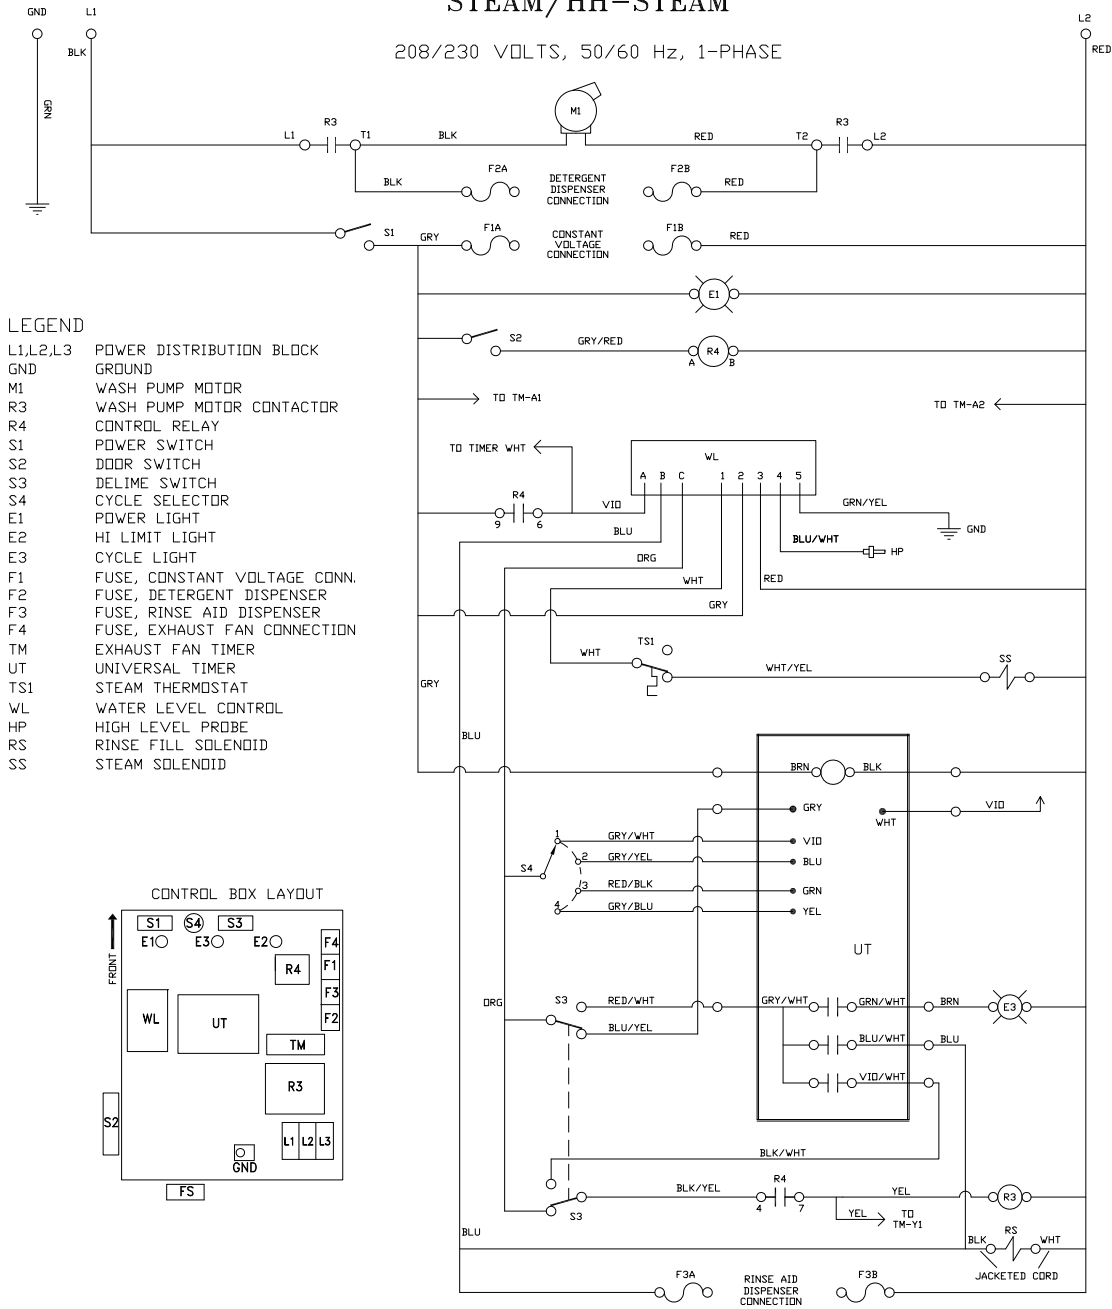 STEAM/HH-STEAM
GND
L1
L2
BLK
RED
208/230 VOLTS, 50/60 Hz, 1-PHASE
GRN
M1
L1
R3
T1
BLK
RED
T2
R3
L2
BLK
F2A
DETERGENT
DISPENSER
CONNECTION
F2B
RED
S1
GRY
F1A
CONSTANT
VOLTAGE
CONNECTION
F1B
RED
E1
S2
GRY/RED
A
R4
B
TO TM-A1
TO TM-A2
LEGEND
L1,L2,L3 POWER DISTRIBUTION BLOCK
GND GROUND
M1 WASH PUMP MOTOR
R3 WASH PUMP MOTOR CONTACTOR
R4 CONTROL RELAY
S1 POWER SWITCH
S2 DOOR SWITCH
S3 DELIME SWITCH
S4 CYCLE SELECTOR
E1 POWER LIGHT
E2 HI LIMIT LIGHT
E3 CYCLE LIGHT
F1 FUSE, CONSTANT VOLTAGE CONN.
F2 FUSE, DETERGENT DISPENSER
F3 FUSE, RINSE AID DISPENSER
F4 FUSE, EXHAUST FAN CONNECTION
TM EXHAUST FAN TIMER
UT UNIVERSAL TIMER
TS1 STEAM THERMOSTAT
WL WATER LEVEL CONTROL
HP HIGH LEVEL PROBE
RS RINSE FILL SOLENOID
SS STEAM SOLENOID
TO TIMER WHT
WL
A B C 1 2 3 4 5
R4
9
6
VIO
GRN/YEL
GND
BLU
BLU/WHT
HP
ORG
WHT
RED
GRY
TS1
WHT
WHT/YEL
SS
GRY
BLU
BRN
BLK
GRY
WHT
VIO
S4
1
GRY/WHT
VIO
2
GRY/YEL
BLU
3
RED/BLK
GRN
4
GRY/BLU
YEL
UT
CONTROL BOX LAYOUT
FRONT
S1
S4
S3
E1
E3
E2
F4
F1
F3
F2
R4
WL
UT
TM
R3
S2
L1
L2
L3
GND
FS
ORG
S3
RED/WHT
BLU/YEL
GRY/WHT
GRN/WHT
BRN
E3
BLU/WHT
BLU
VIO/WHT
BLK/WHT
S3
BLK/YEL
R4
4
7
YEL
R3
YEL
TO
TM-Y1
BLU
BLK
RS
WHT
JACKETED CORD
F3A
RINSE AID
DISPENSER
CONNECTION
F3B